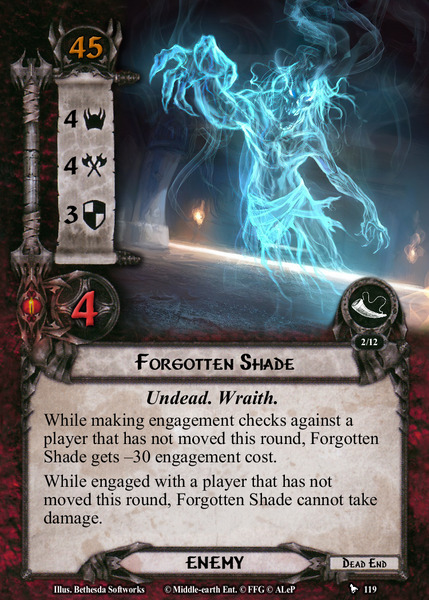 45
4
4
3
4
2/12
FORGOTTEN SHADE
Undead. Wraith.
While making engagement checks against a
player that has not moved this round, Forgotten
Shade gets –30 engagement cost.
While engaged with a player that has not
moved this round, Forgotten Shade cannot take
damage.
ENEMY
DEAD END
Illus. Bethesda Softworks
© Middle-earth Ent. © FFG © ALeP
119